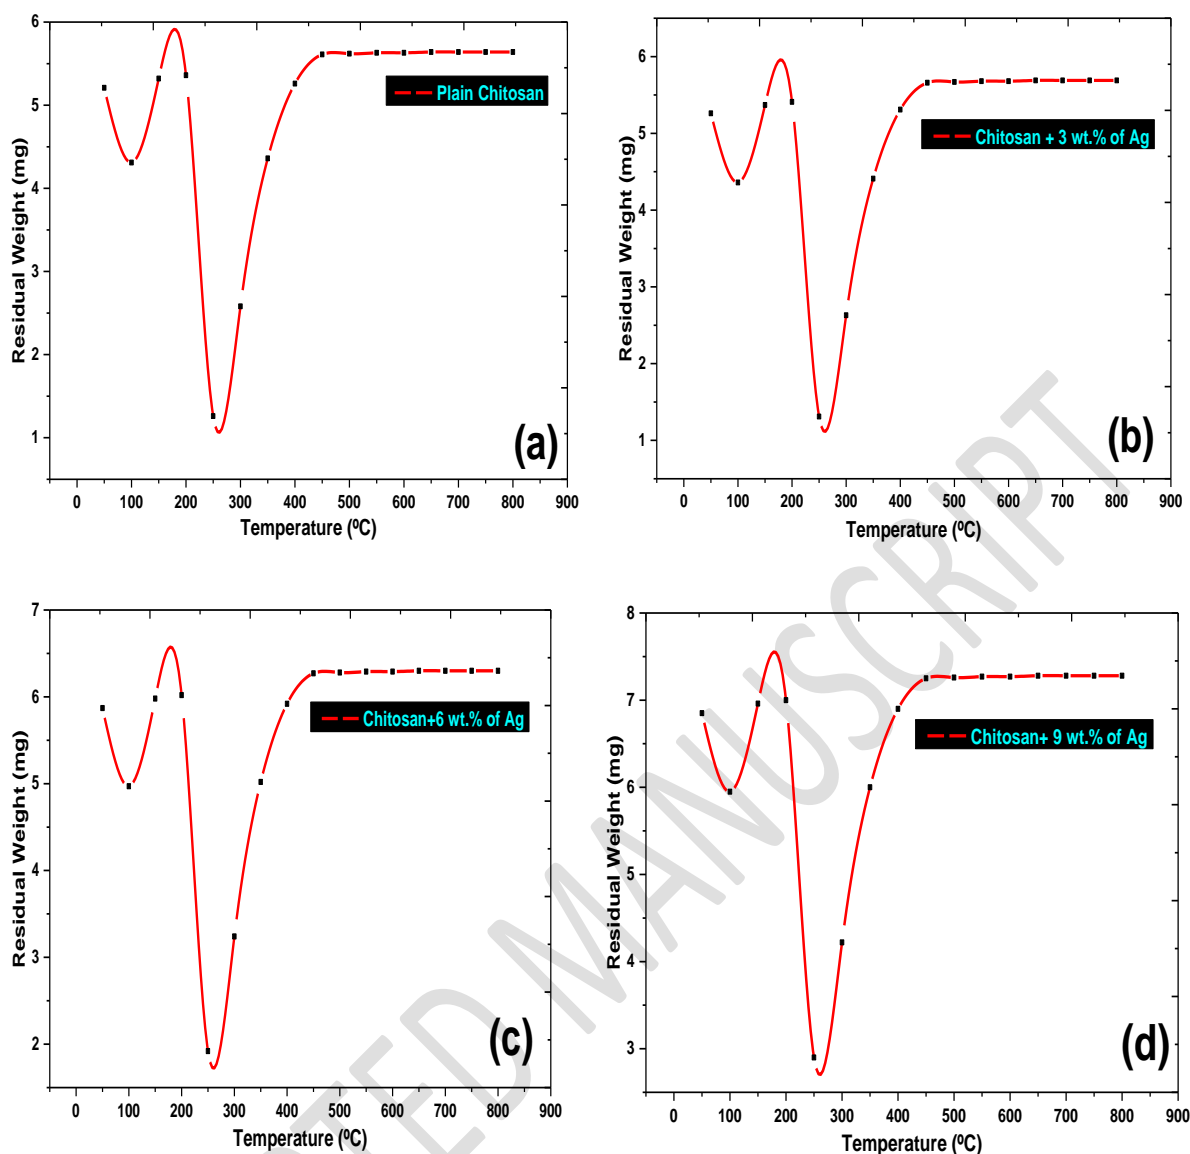 6
5
4
3
2
1
Residual Weight (mg)
Plain Chitosan
(a)
0 100 200 300 400 500 600 700 800 900
Temperature (ºC)
6
5
4
3
2
1
Residual Weight (mg)
Chitosan + 3 wt.% of Ag
(b)
0 100 200 300 400 500 600 700 800 900
Temperature (ºC)
7
6
5
4
3
2
Residual Weight (mg)
Chitosan+6 wt.% of Ag
(c)
0 100 200 300 400 500 600 700 800 900
Temperature (ºC)
8
7
6
5
4
3
Residual Weight (mg)
Chitosan+ 9 wt.% of Ag
(d)
0 100 200 300 400 500 600 700 800 900
Temperature (ºC)
TED MANUSCRIPT